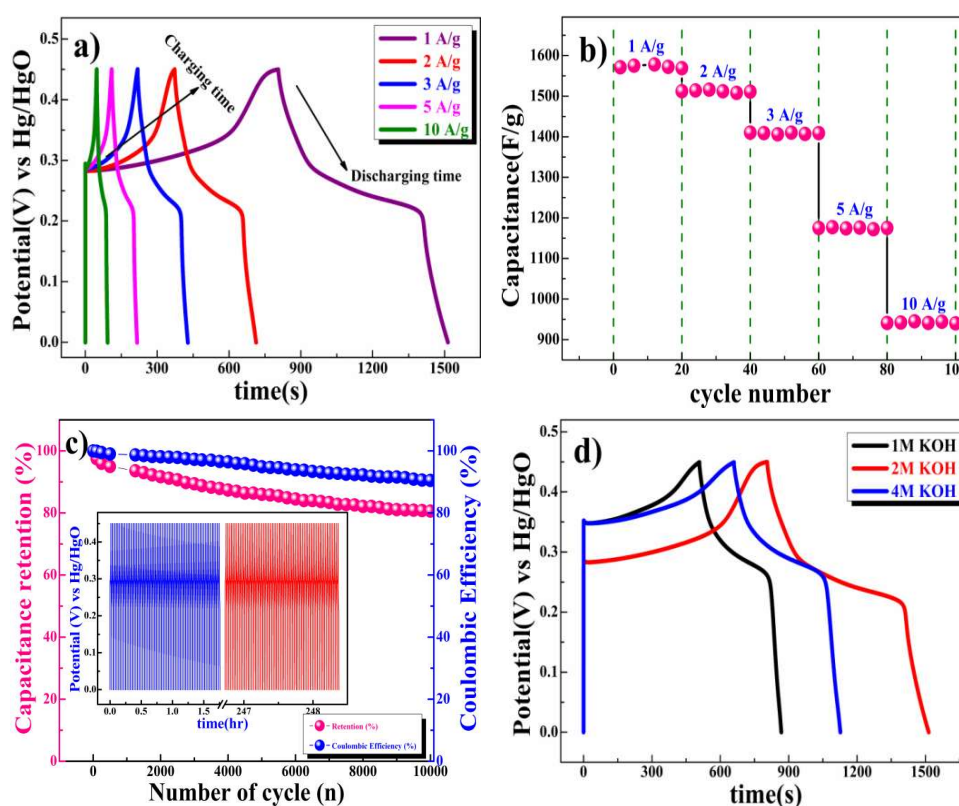 a)
1 A/g
2 A/g
3 A/g
5 A/g
10 A/g
Charging time
Discharging time
Potential(V) vs Hg/HgO
0.5
0.4
0.3
0.2
0.1
0.0
0 300 600 900 1200 1500
time(s)
b)
1 A/g
2 A/g
3 A/g
5 A/g
10 A/g
Capacitance(F/g)
1600
1500
1400
1300
1200
1100
1000
900
0 20 40 60 80 100
cycle number
c)
Capacitance retention (%)
100
80
60
40
20
0
Coulombic Efficiency (%)
100
80
60
40
20
0
Potential (V) vs Hg/HgO
0.4
0.3
0.2
0.1
0.0
0.0 0.5 1.0 1.5 247 248
time(hr)
Retention (%)
Coulombic Efficiency (%)
0 2000 4000 6000 8000 10000
Number of cycle (n)
d)
1M KOH
2M KOH
4M KOH
Potential(V) vs Hg/HgO
0.5
0.4
0.3
0.2
0.1
0.0
0 300 600 900 1200 1500
time(s)